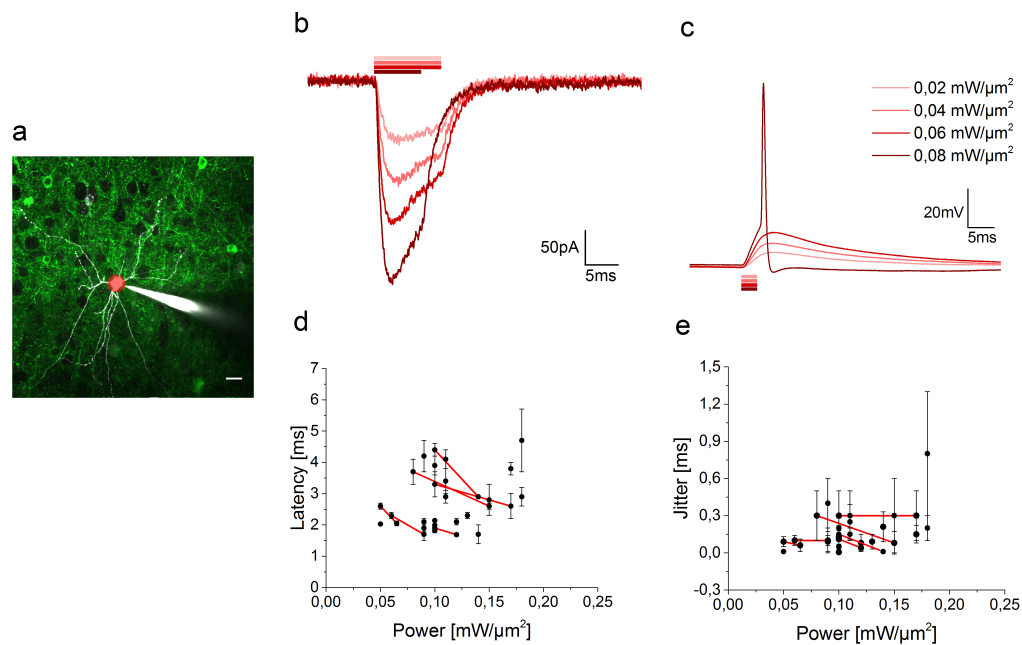 a
b
50pA
5ms
c
0,02 mW/µm²
0,04 mW/µm²
0,06 mW/µm²
0,08 mW/µm²
20mV
5ms
d
7
6
5
4
3
2
1
0
Latency [ms]
0,00 0,05 0,10 0,15 0,20 0,25
Power [mW/µm²]
e
1,5
1,2
0,9
0,6
0,3
0,0
-0,3
Jitter [ms]
0,00 0,05 0,10 0,15 0,20 0,25
Power [mW/µm²]